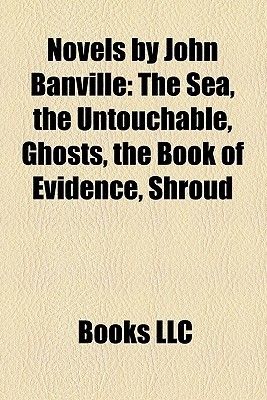 Novels by John
Banville: The Sea, the
Untouchable,
Ghosts, the Book of
Evidence, Shroud
Books LLC